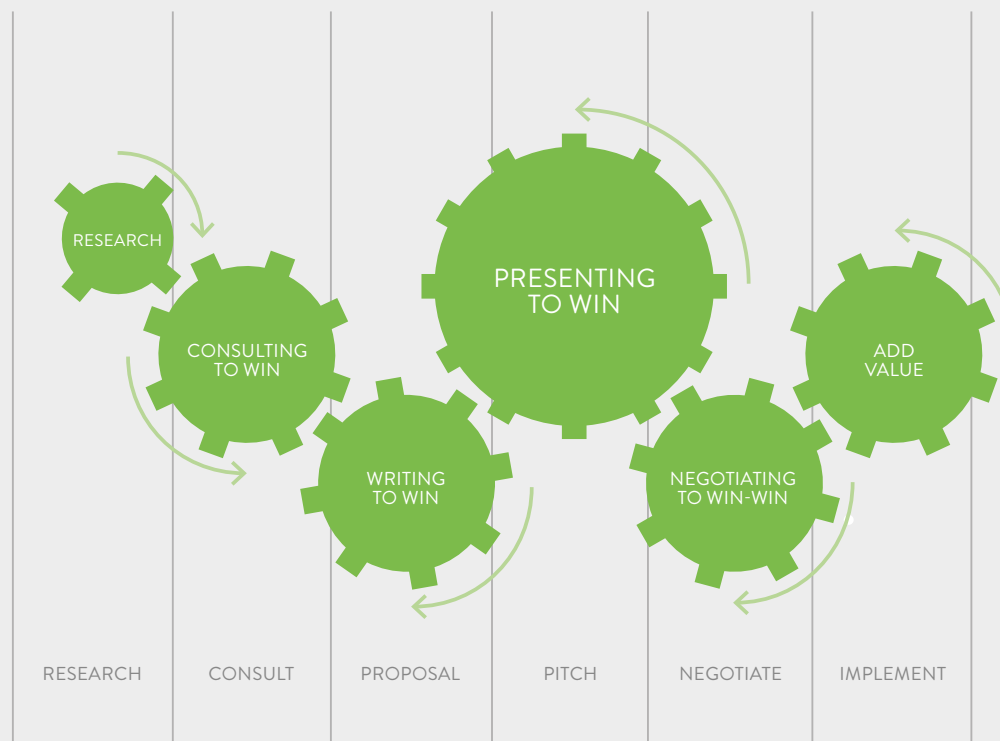 RESEARCH
CONSULTING
TO WIN
WRITING
TO WIN
PRESENTING
TO WIN
NEGOTIATING
TO WIN-WIN
ADD
VALUE
RESEARCH
CONSULT
PROPOSAL
PITCH
NEGOTIATE
IMPLEMENT